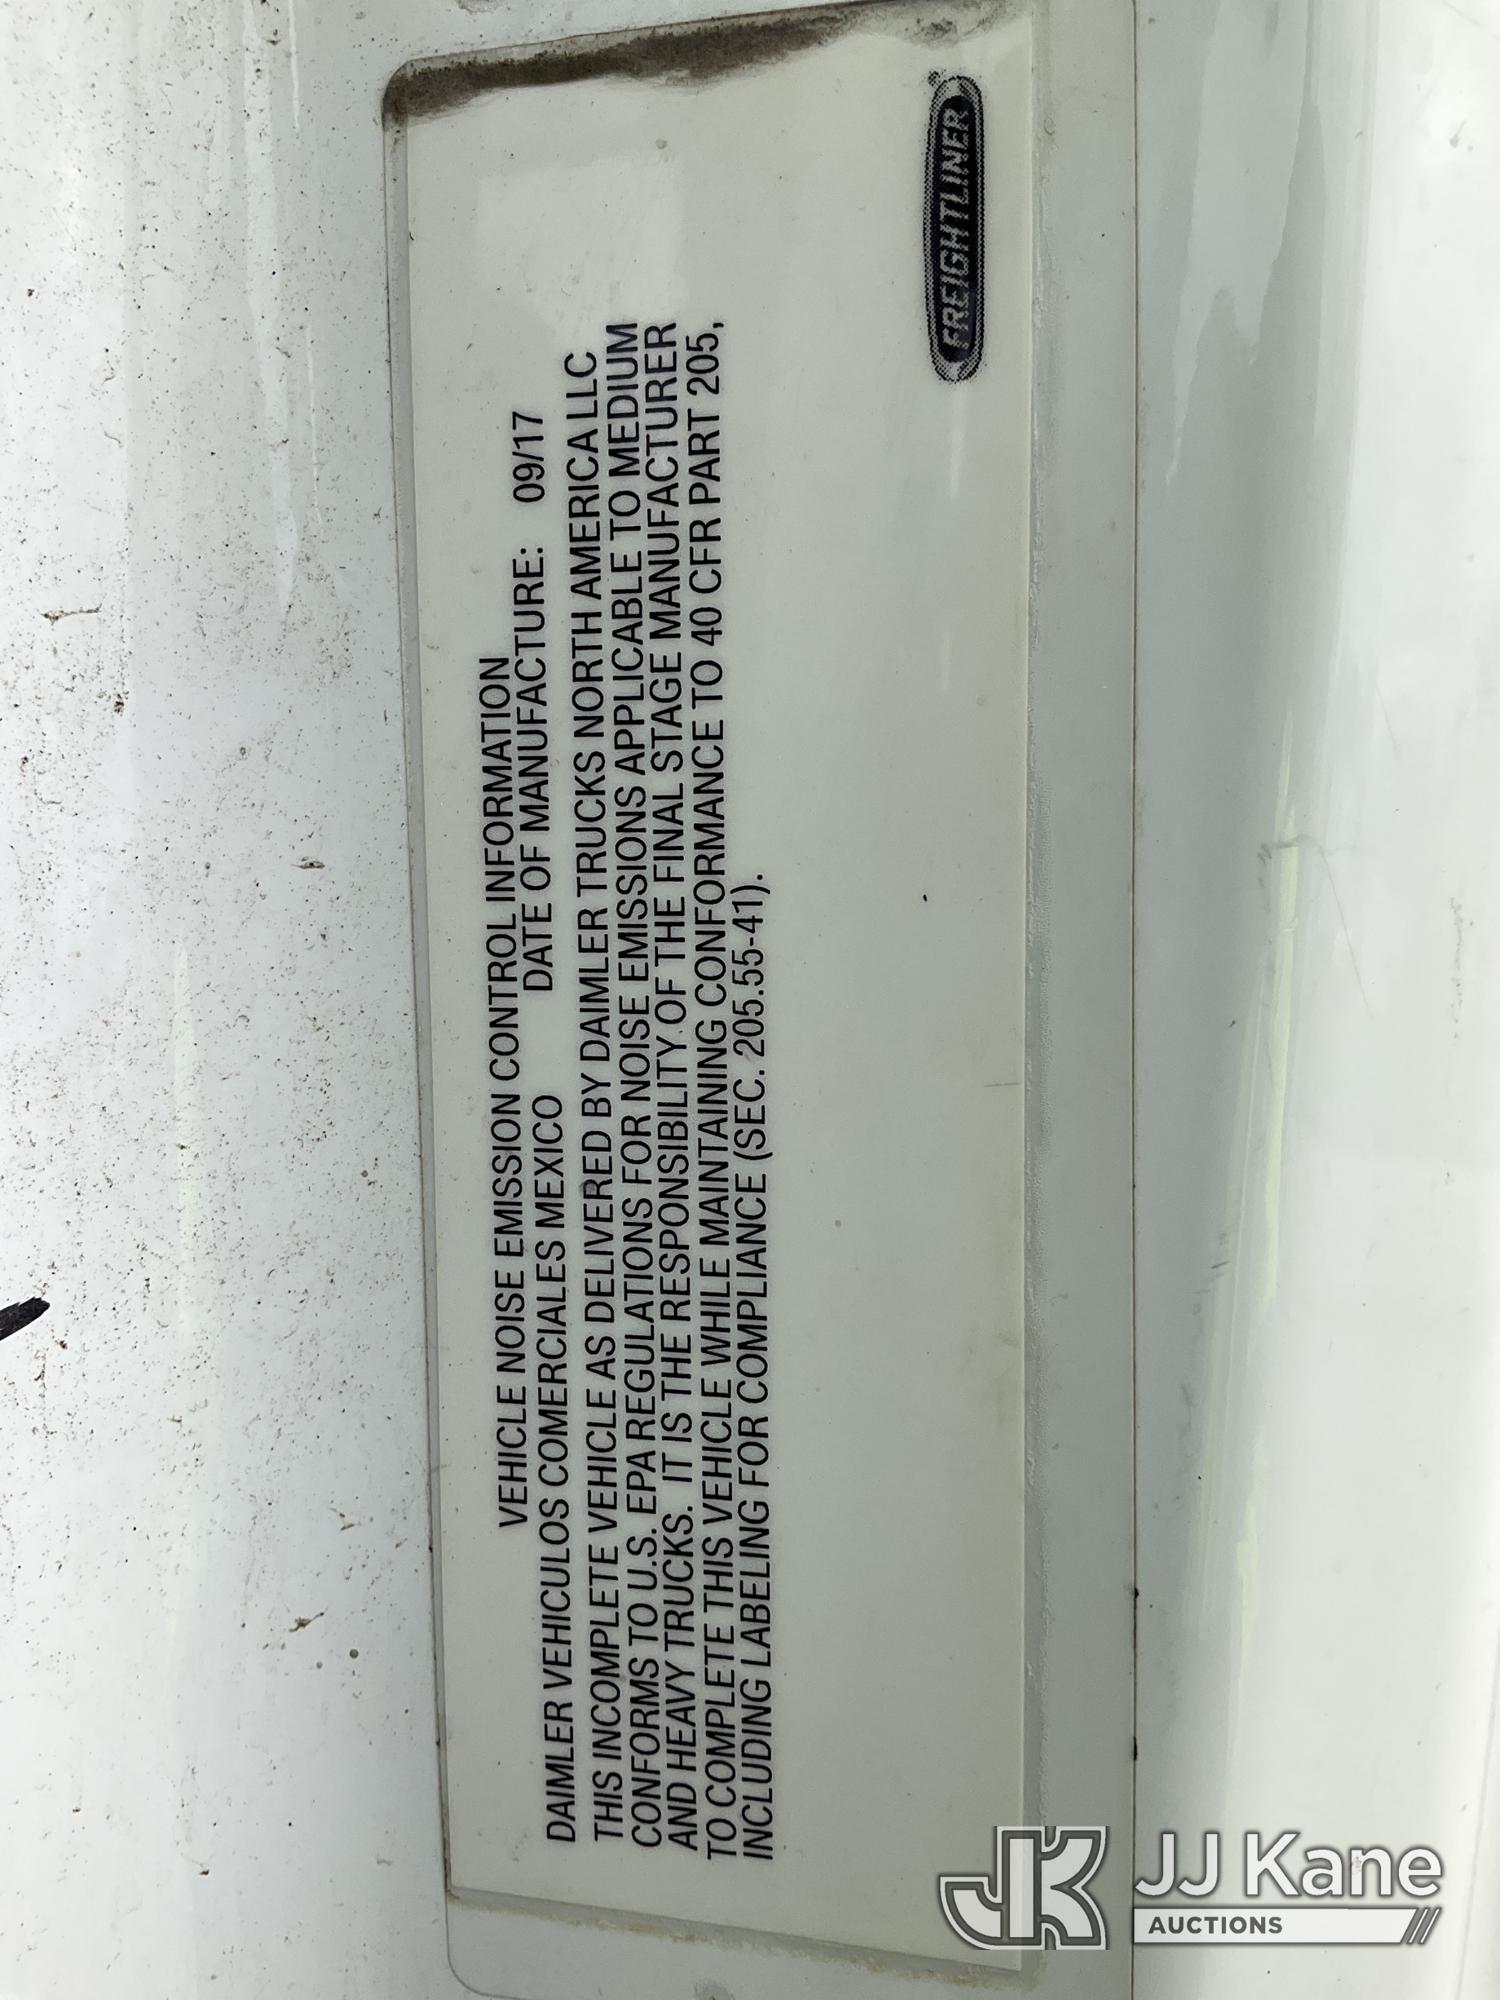 VEHICLE NOISE EMISSION CONTROL INFORMATION
DAIMLER VEHICULOS COMERCIALES MEXICO DATE OF MANUFACTURE: 09/17
THIS INCOMPLETE VEHICLE AS DELIVERED BY DAIMLER TRUCKS NORTH AMERICA LLC
CONFORMS TO U.S. EPA REGULATIONS FOR NOISE EMISSIONS APPLICABLE TO MEDIUM
AND HEAVY TRUCKS. IT IS THE RESPONSIBILITY OF THE FINAL STAGE MANUFACTURER
TO COMPLETE THIS VEHICLE WHILE MAINTAINING CONFORMANCE TO 40 CFR PART 205,
INCLUDING LABELING FOR COMPLIANCE (SEC. 205.55-41).
FREIGHTLINER
JK
JJ Kane
AUCTIONS